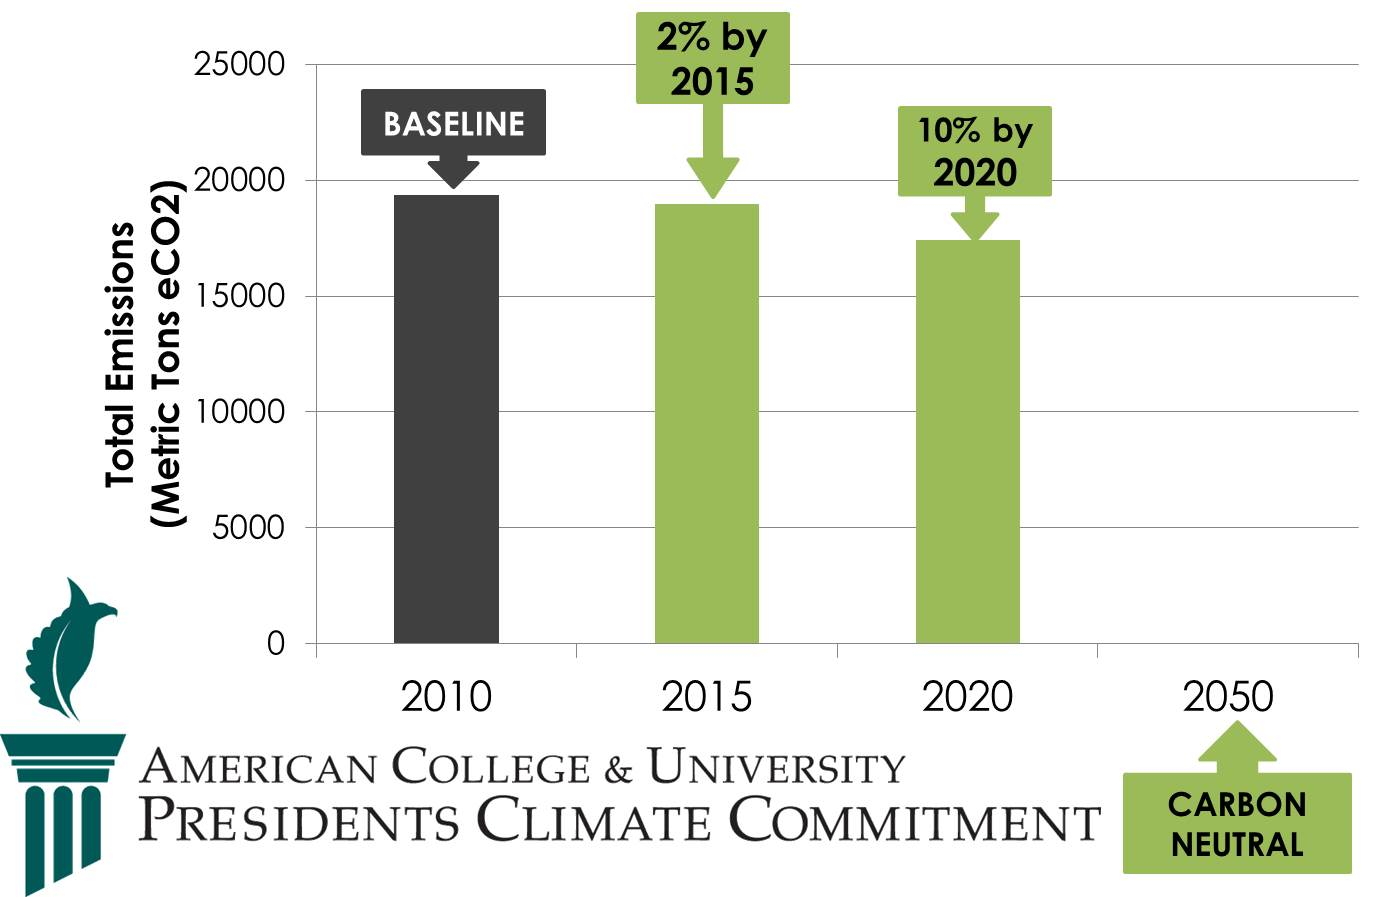 2% by
2015
25000
BASELINE
10% by
2020
20000
15000
10000
5000
0
Total Emissions
(Metric Tons eCO2)
2010
2015
2020
2050
AMERICAN COLLEGE & UNIVERSITY
PRESIDENTS CLIMATE COMMITMENT
CARBON
NEUTRAL